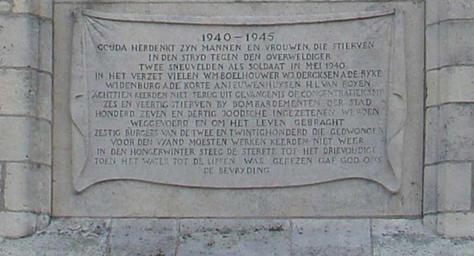 1940-1945
GOUDA HERDENKT ZYN MANNEN EN VROUWEN, DIE STIERVEN
IN DEN STRYD TEGEN DEN OVERWELDIGER
TWEE SNEUVELDEN ALS SOLDAAT IN MEI 1940
IN HET VERZET VIELEN WM BOELHOUWER WJ DERCKSEN A DE RYKE
W IDENBURG A DE KORTE A NIEUWENHUYSEN H L VAN ROYEN
ACHTTIEN KEERDEN NIET TERUG UIT GEVANGENIS OF CONCENTRATIEKAMP
ZES EN VEERTIG STIERVEN BY BOMBARDEMENTEN DER STAD
HONDERD ZEVEN EN DERTIG JOODSCHE INGEZETENEN WERDEN
WEGGEVOERD EN OM HET LEVEN GEBRACHT
ZESTIG BURGERS VAN DE TWEE EN TWINTIGHONDERD DIE GEDWONGEN
VOOR DEN VYAND MOESTEN WERKEN KEERDEN NIET WEER
IN DEN HONGERWINTER STEEG DE STERFTE TOT HET DRIEVOUDIGE
TOEN HET WATER TOT DE LIPPEN WAS GEREZEN GAF GOD ONS
DE BEVRYDING